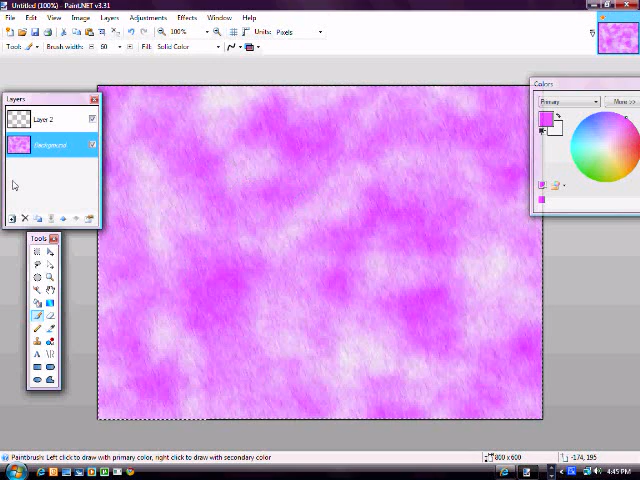 Untitled (100%) - Paint.NET v3.31
File Edit View Image Layers Adjustments Effects Window Help
100% Units: Pixels
Tool: Brush width: 60 Fill: Solid Color
Layers
Layer 2
Background
Colors
Primary More >>
Tools
Paintbrush: Left click to draw with primary color, right click to draw with secondary color
800 x 600 -174, 195
4:45 PM